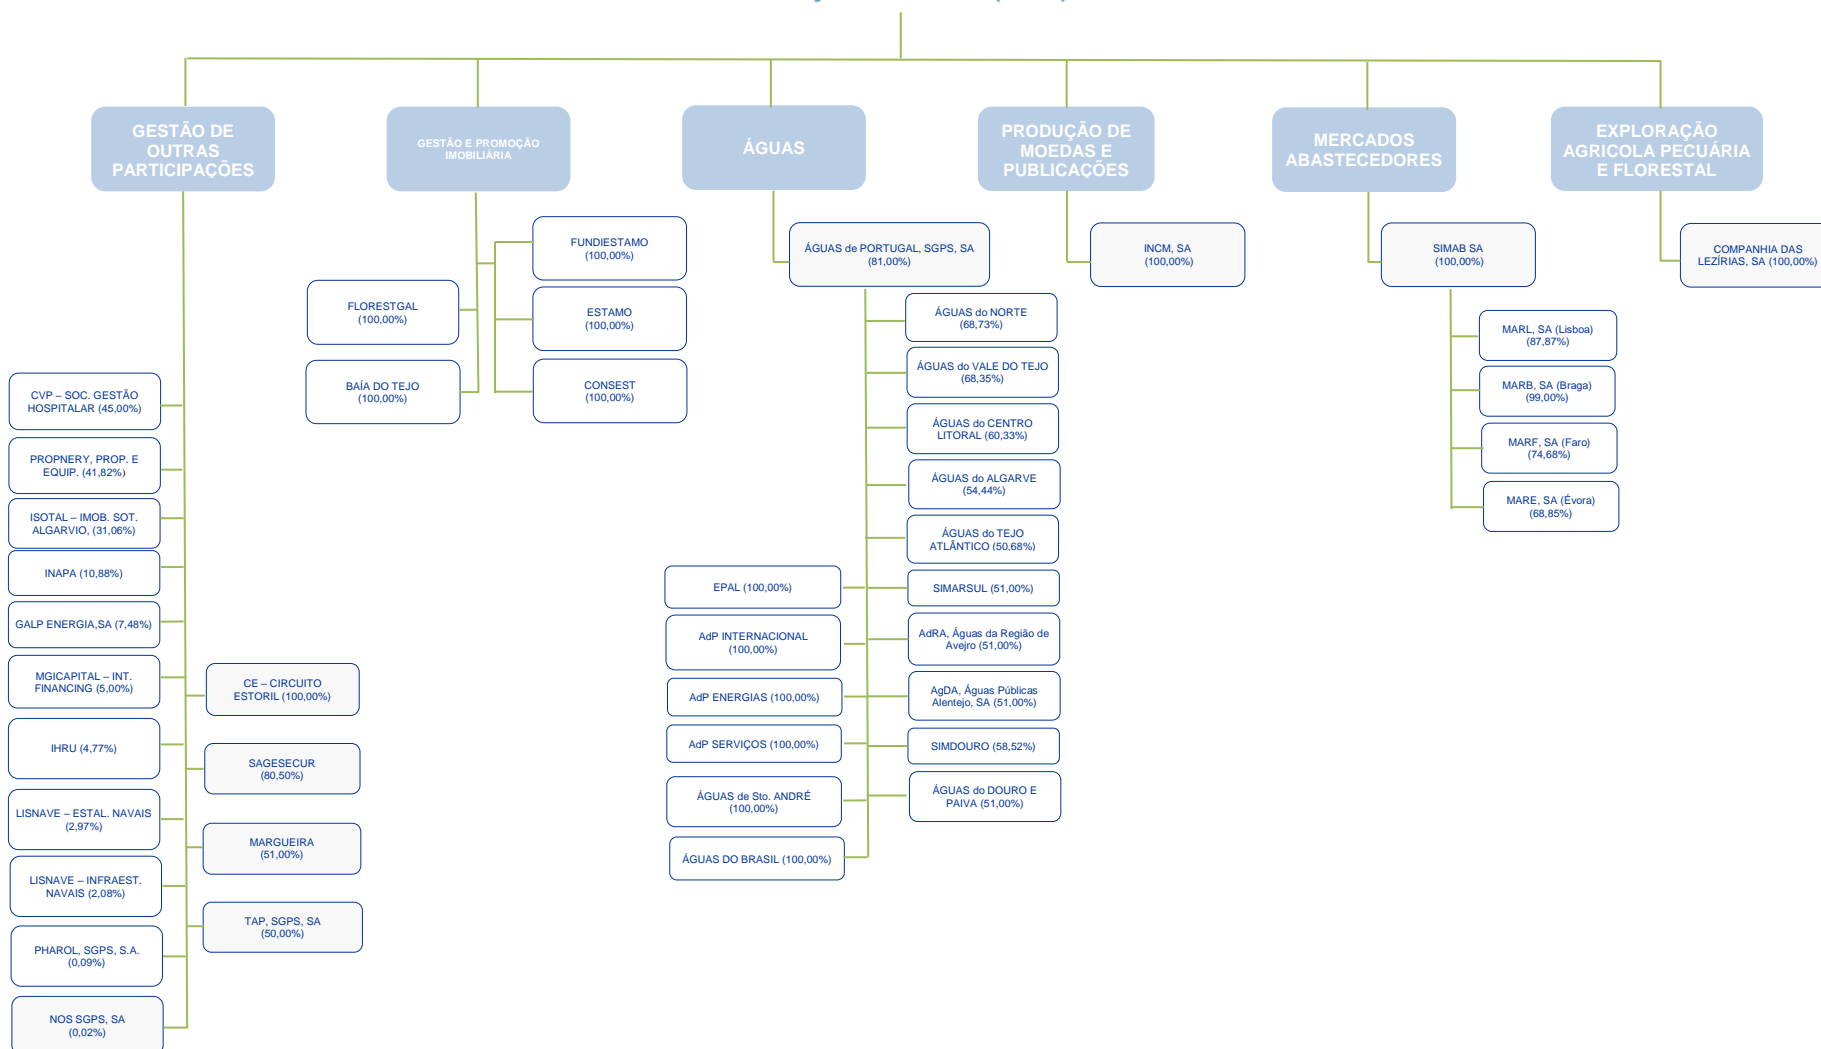 GESTÃO DE
OUTRAS
PARTICIPAÇÕES
GESTÃO E PROMOÇÃO
IMOBILIÁRIA
ÁGUAS
PRODUÇÃO DE
MOEDAS E
PUBLICAÇÕES
MERCADOS
ABASTECEDORES
EXPLORAÇÃO
AGRICOLA PECUÁRIA
E FLORESTAL
CVP – SOC. GESTÃO
HOSPITALAR (45,00%)
PROPNERY, PROP. E
EQUIP. (41,82%)
ISOTAL – IMOB. SOT.
ALGARVIO, (31,06%)
INAPA (10,88%)
GALP ENERGIA,SA (7,48%)
MGICAPITAL – INT.
FINANCING (5,00%)
IHRU (4,77%)
LISNAVE – ESTAL. NAVAIS
(2,97%)
LISNAVE – INFRAEST.
NAVAIS (2,08%)
PHAROL, SGPS, S.A.
(0,09%)
NOS SGPS, SA
(0,02%)
CE – CIRCUITO
ESTORIL (100,00%)
SAGESECUR
(80,50%)
MARGUEIRA
(51,00%)
TAP, SGPS, SA
(50,00%)
FLORESTGAL
(100,00%)
BAÍA DO TEJO
(100,00%)
FUNDIESTAMO
(100,00%)
ESTAMO
(100,00%)
CONSEST
(100,00%)
ÁGUAS de PORTUGAL, SGPS, SA
(81,00%)
ÁGUAS do NORTE
(68,73%)
ÁGUAS do VALE DO TEJO
(68,35%)
ÁGUAS do CENTRO
LITORAL (60,33%)
ÁGUAS do ALGARVE
(54,44%)
ÁGUAS do TEJO
ATLÂNTICO (50,68%)
SIMARSUL (51,00%)
AdRA, Águas da Região de
Avejro (51,00%)
AgDA, Águas Públicas
Alentejo, SA (51,00%)
SIMDOURO (58,52%)
ÁGUAS do DOURO E
PAIVA (51,00%)
EPAL (100,00%)
AdP INTERNACIONAL
(100,00%)
AdP ENERGIAS (100,00%)
AdP SERVIÇOS (100,00%)
ÁGUAS de Sto. ANDRÉ
(100,00%)
ÁGUAS DO BRASIL (100,00%)
INCM, SA
(100,00%)
SIMAB SA
(100,00%)
MARL, SA (Lisboa)
(87,87%)
MARB, SA (Braga)
(99,00%)
MARF, SA (Faro)
(74,68%)
MARE, SA (Évora)
(68,85%)
COMPANHIA DAS
LEZÍRIAS, SA (100,00%)